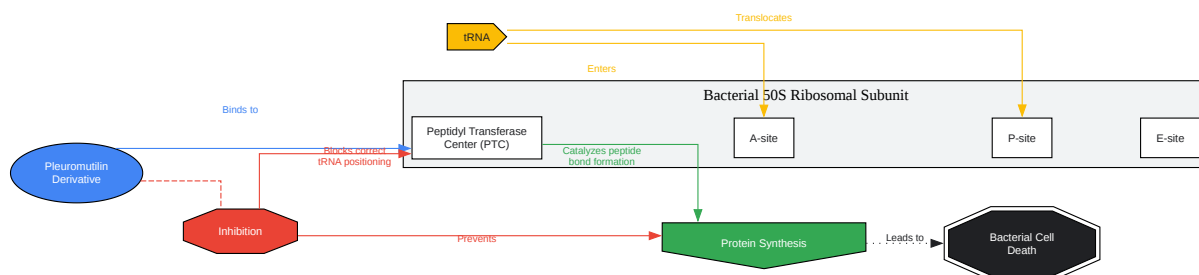 Translocates
tRNA
Enters
Bacterial 50S Ribosomal Subunit
Binds to
Peptidyl Transferase
Center (PTC)
A-site
P-site
E-site
Blocks correct
tRNA positioning
Catalyzes peptide
bond formation
Pleuromutilin
Derivative
Inhibition
Prevents
Protein Synthesis
Leads to
Bacterial Cell
Death